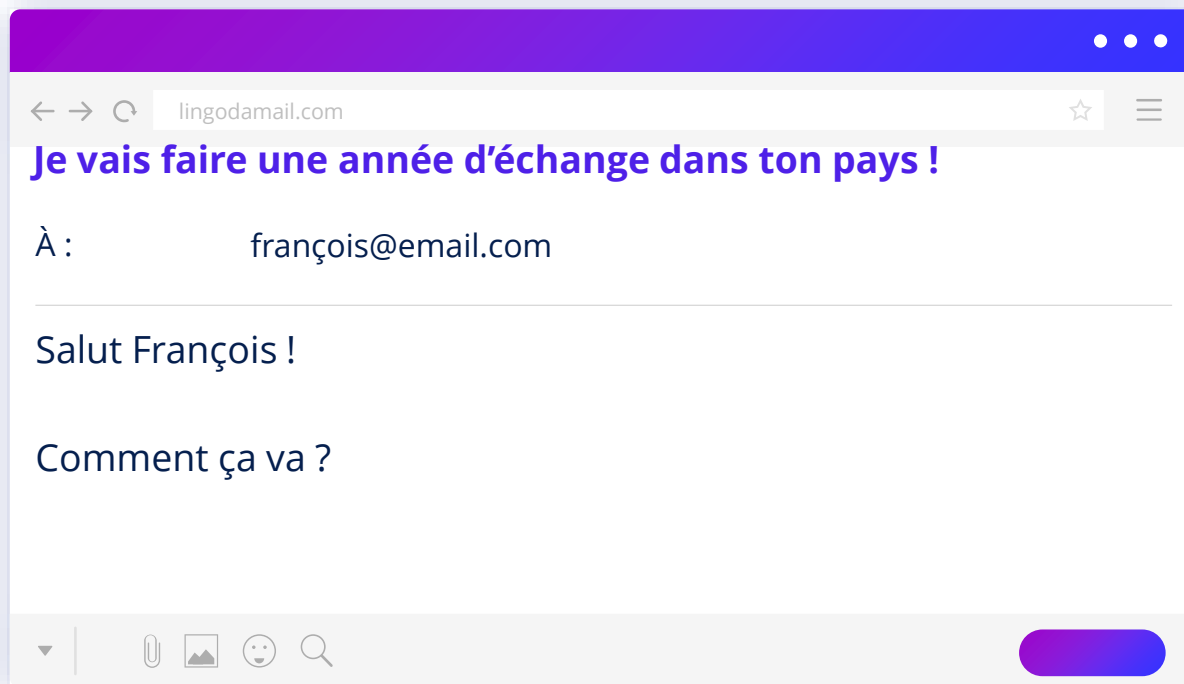 lingodamail.com
Je vais faire une année d’échange dans ton pays !
À : françois@email.com
Salut François !
Comment ça va ?